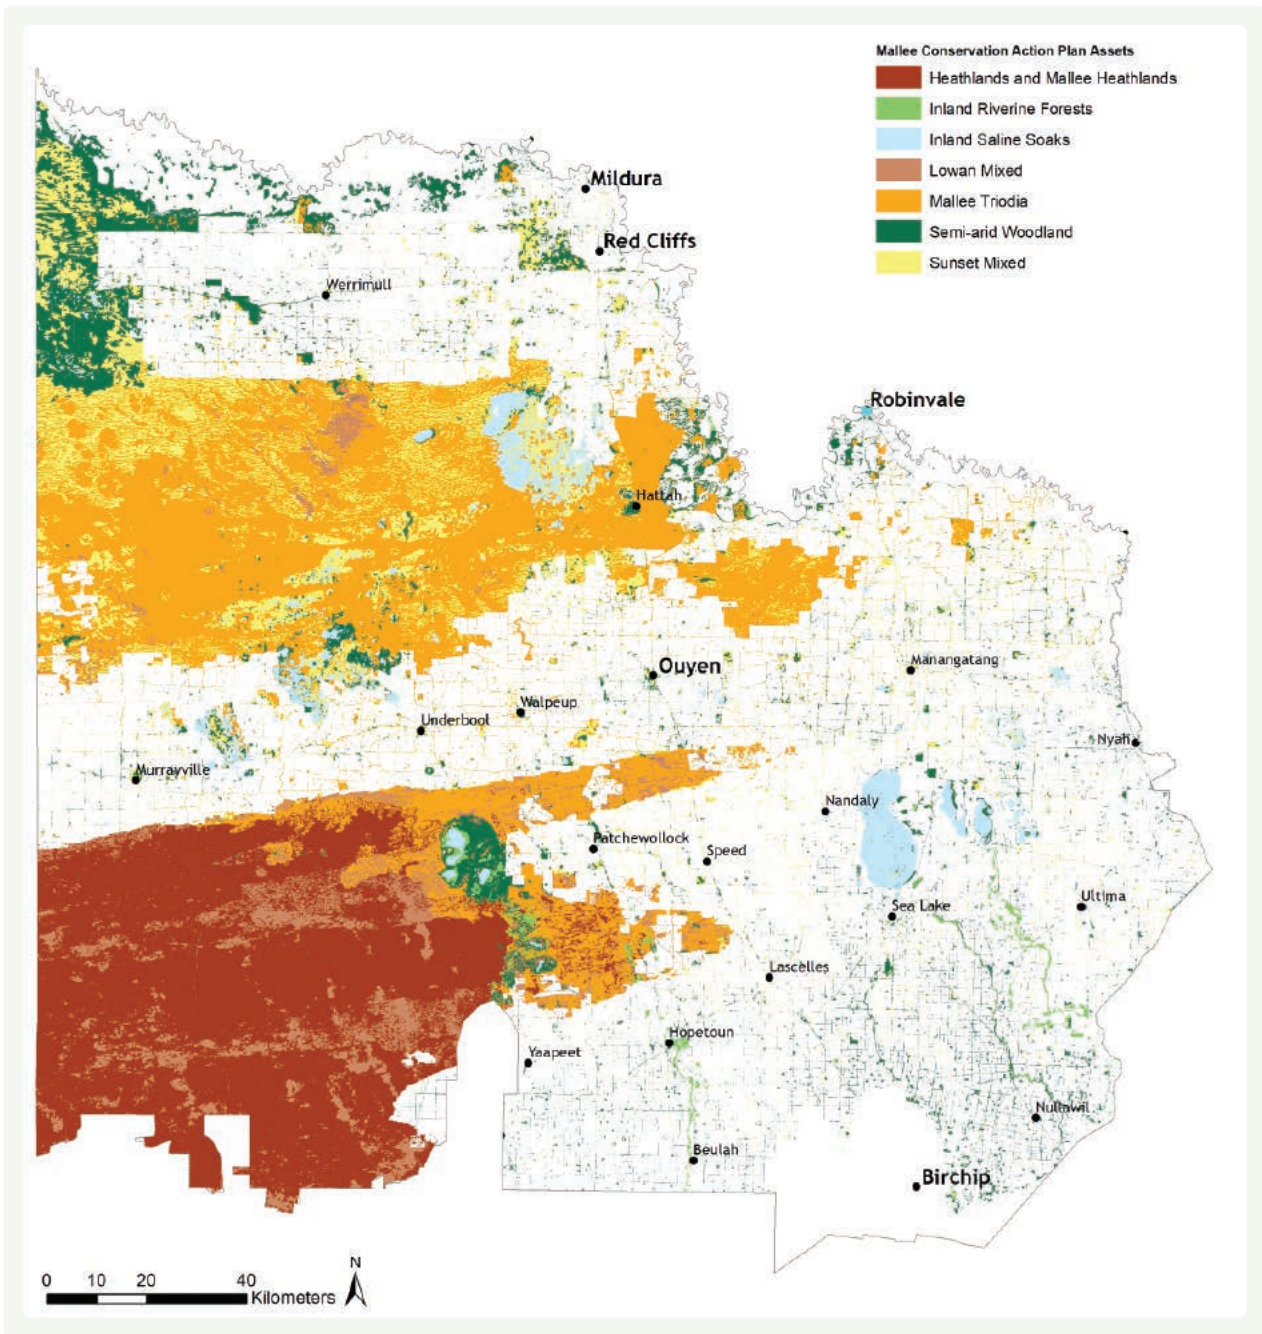 Mallee Conservation Action Plan Assets
Heathlands and Mallee Heathlands
Inland Riverine Forests
Inland Saline Soaks
Lowan Mixed
Mallee Triodia
Semi-arid Woodland
Sunset Mixed
Mildura
Red Cliffs
Werrimull
Robinvale
Hattah
Ouyen
Manangatang
Walpeup
Underbool
Nyah
Murrayville
Nandaly
Patchewollock
Speed
Ultima
Sea Lake
Lascelles
Hopetoun
Yaapeet
Nullawil
Beulah
Birchip
N
0 10 20 40
Kilometers